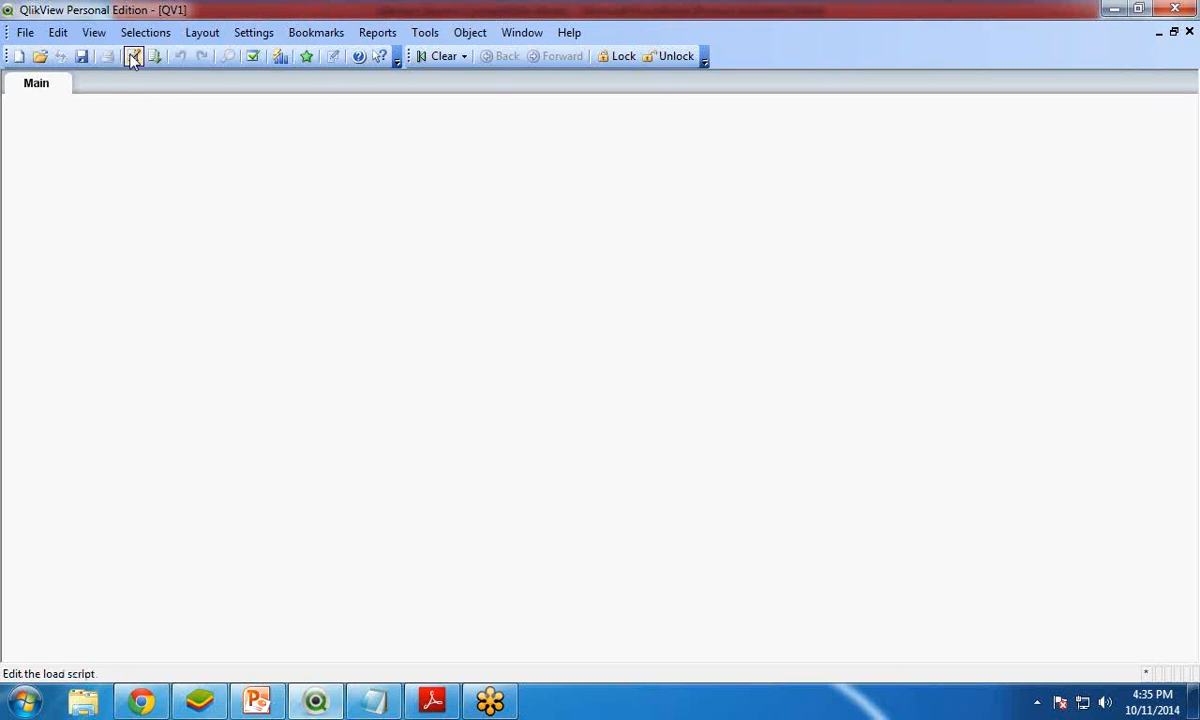 QlikView Personal Edition - [QV1]
File Edit View Selections Layout Settings Bookmarks Reports Tools Object Window Help
Clear Back Forward Lock Unlock
Main
Edit the load script
4:35 PM
10/11/2014